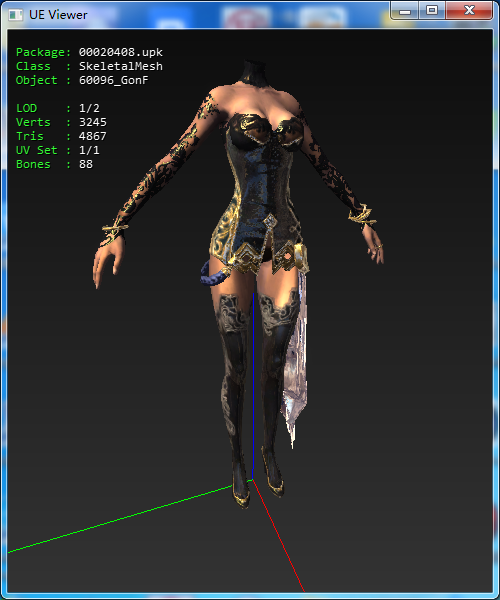 UE Viewer
Package: 00020408.upk
Class : SkeletalMesh
Object : 60096_GonF
LOD : 1/2
Verts : 3245
Tris : 4867
UV Set : 1/1
Bones : 88